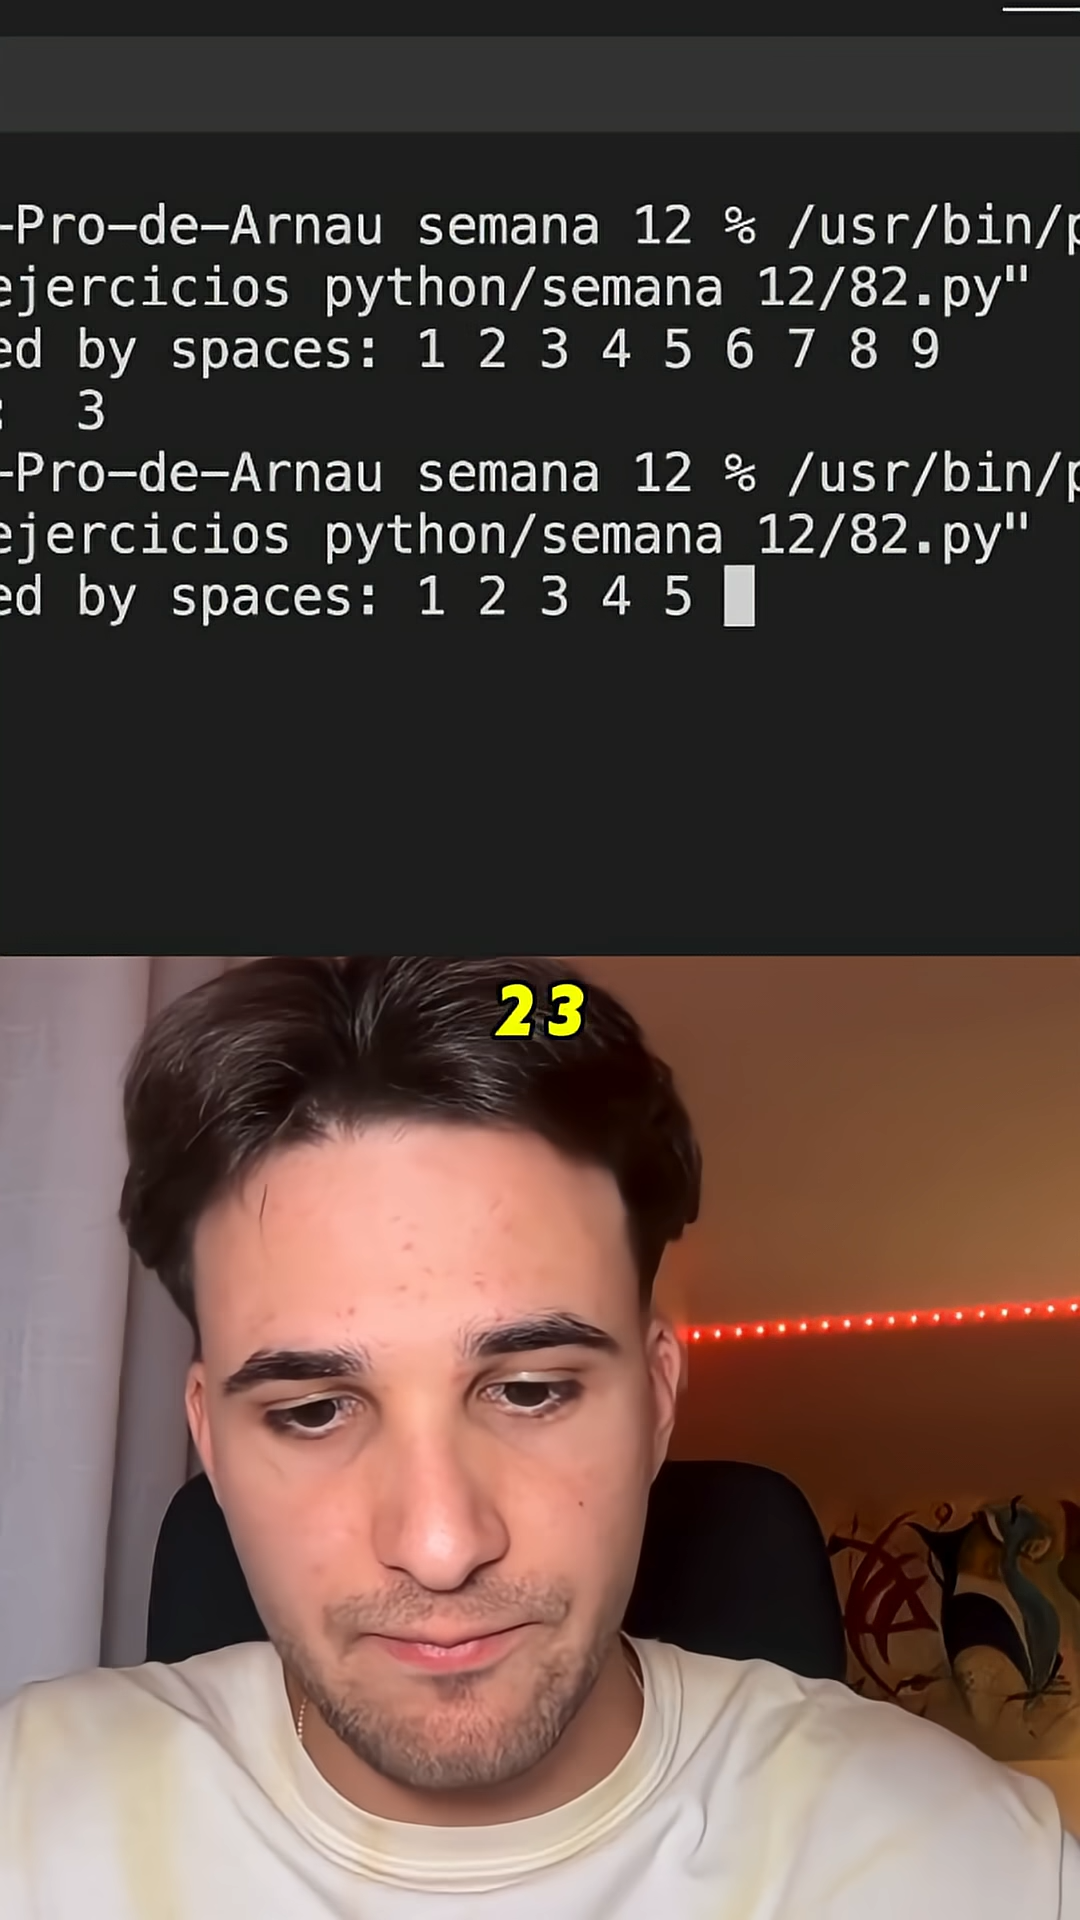 -Pro-de-Arnau semana 12 % /usr/bin/p
ejercicios python/semana 12/82.py"
ed by spaces: 1 2 3 4 5 6 7 8 9
: 3
-Pro-de-Arnau semana 12 % /usr/bin/p
ejercicios python/semana 12/82.py"
ed by spaces: 1 2 3 4 5
23